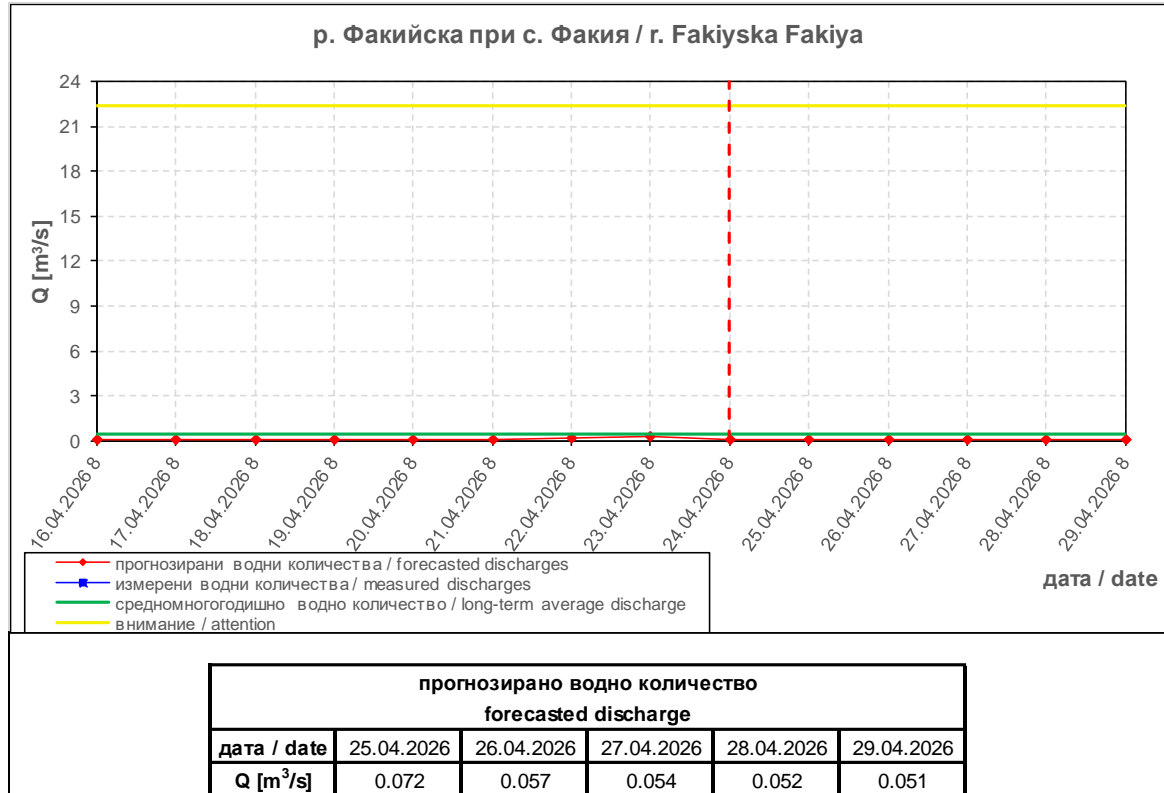 р. Факийска при с. Факия / r. Fakiyska Fakiya
24
21
18
15
12
9
6
3
0
Q [m³/s]
16.04.2026 8
17.04.2026 8
18.04.2026 8
19.04.2026 8
20.04.2026 8
21.04.2026 8
22.04.2026 8
23.04.2026 8
24.04.2026 8
25.04.2026 8
26.04.2026 8
27.04.2026 8
28.04.2026 8
29.04.2026 8
дата / date
прогнозирани водни количества / forecasted discharges
измерени водни количества / measured discharges
средномногогодишно водно количество / long-term average discharge
внимание / attention
прогнозирано водно количество
forecasted discharge
дата / date 25.04.2026 26.04.2026 27.04.2026 28.04.2026 29.04.2026
Q [m³/s] 0.072 0.057 0.054 0.052 0.051